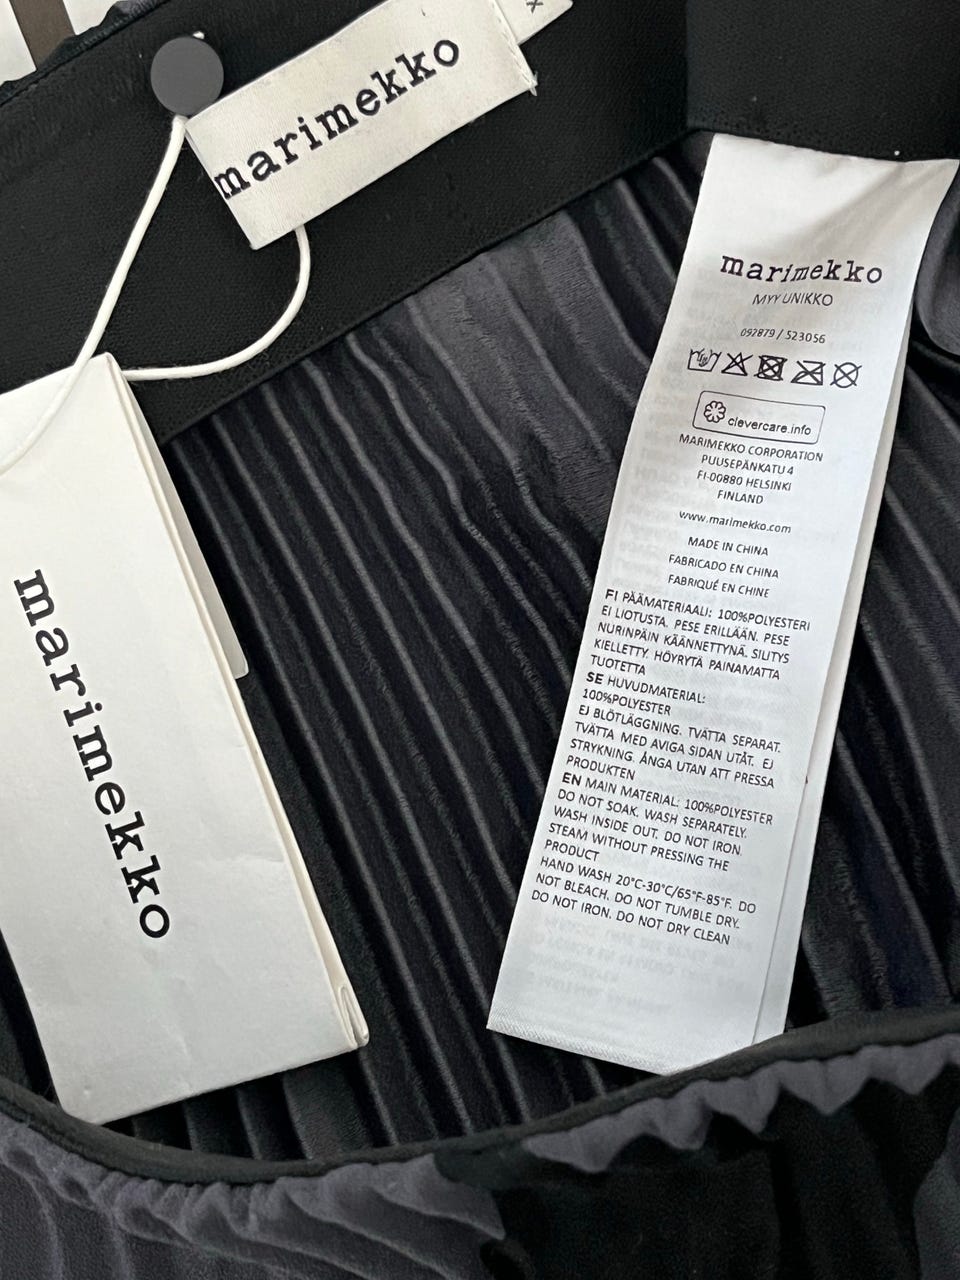 marimekko
marimekko
marimekko
MYY UNIKKO
092879 / 523056
clevercare.info
MARIMEKKO CORPORATION
PUUSEPÄNKATU 4
FI-00880 HELSINKI
FINLAND
www.marimekko.com
MADE IN CHINA
FABRICADO EN CHINA
FABRIQUÉ EN CHINE
FI PÄÄMATERIAALI: 100%POLYESTERI
EI LIOTUSTA. PESE ERILLÄÄN. PESE
NURINPÄIN KÄÄNNETTYNÄ. SILITYS
KIELLETTY. HÖYRYTÄ PAINAMATTA
TUOTETTA
SE HUVUDMATERIAL:
100%POLYESTER
EJ BLÖTLÄGGNING. TVÄTTA SEPARAT.
TVÄTTA MED AVIGA SIDAN UTÅT. EJ
STRYKNING. ÅNGA UTAN ATT PRESSA
PRODUKTEN
EN MAIN MATERIAL: 100%POLYESTER
DO NOT SOAK. WASH SEPARATELY.
WASH INSIDE OUT. DO NOT IRON.
STEAM WITHOUT PRESSING THE
PRODUCT
HAND WASH 20°C-30°C/65°F-85°F. DO
NOT BLEACH. DO NOT TUMBLE DRY.
DO NOT IRON. DO NOT DRY CLEAN